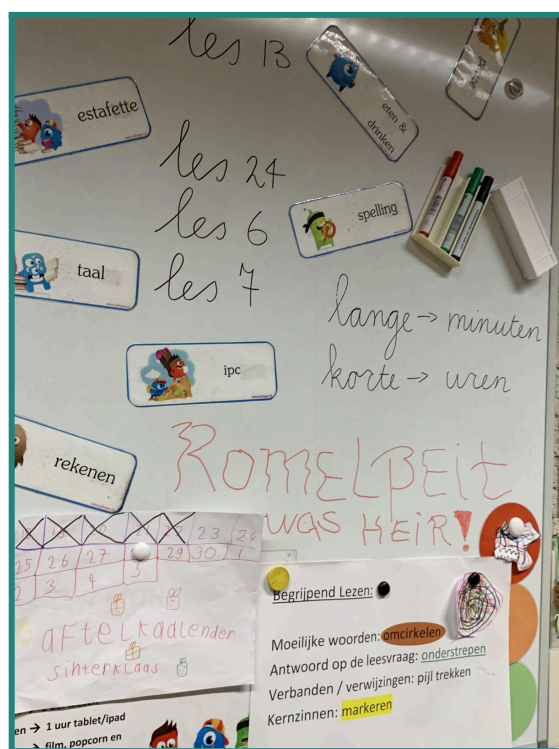 les 13
estafette
eten &
drinken
les 24
les 6
spelling
taal
les 7
lange → minuten
korte → uren
ipc
rekenen
ROMELPEIT
WAS HEIR!
23 24
25 26 27 29 30 1
2 3 4 5
aFTELKaaLENder
SiNTERKLaas
Begrijpend Lezen:
Moeilijke woorden: omcirkelen
Antwoord op de leesvraag: onderstrepen
Verbanden / verwijzingen: pijl trekken
Kernzinnen: markeren
en → 1 uur tablet/ipad
film, popcorn en